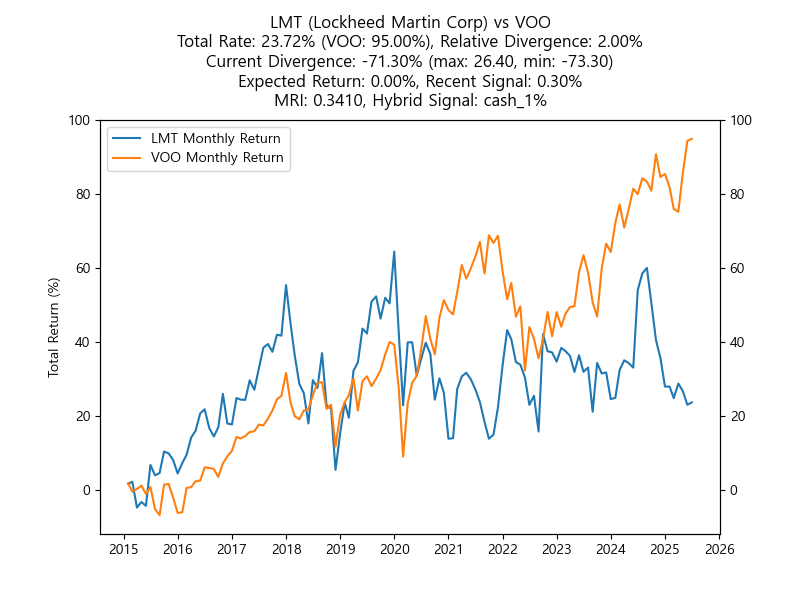 LMT (Lockheed Martin Corp) vs VOO
Total Rate: 23.72% (VOO: 95.00%), Relative Divergence: 2.00%
Current Divergence: -71.30% (max: 26.40, min: -73.30)
Expected Return: 0.00%, Recent Signal: 0.30%
MRI: 0.3410, Hybrid Signal: cash_1%
LMT Monthly Return
VOO Monthly Return
Total Return (%)
100
80
60
40
20
0
100
80
60
40
20
0
2015 2016 2017 2018 2019 2020 2021 2022 2023 2024 2025 2026